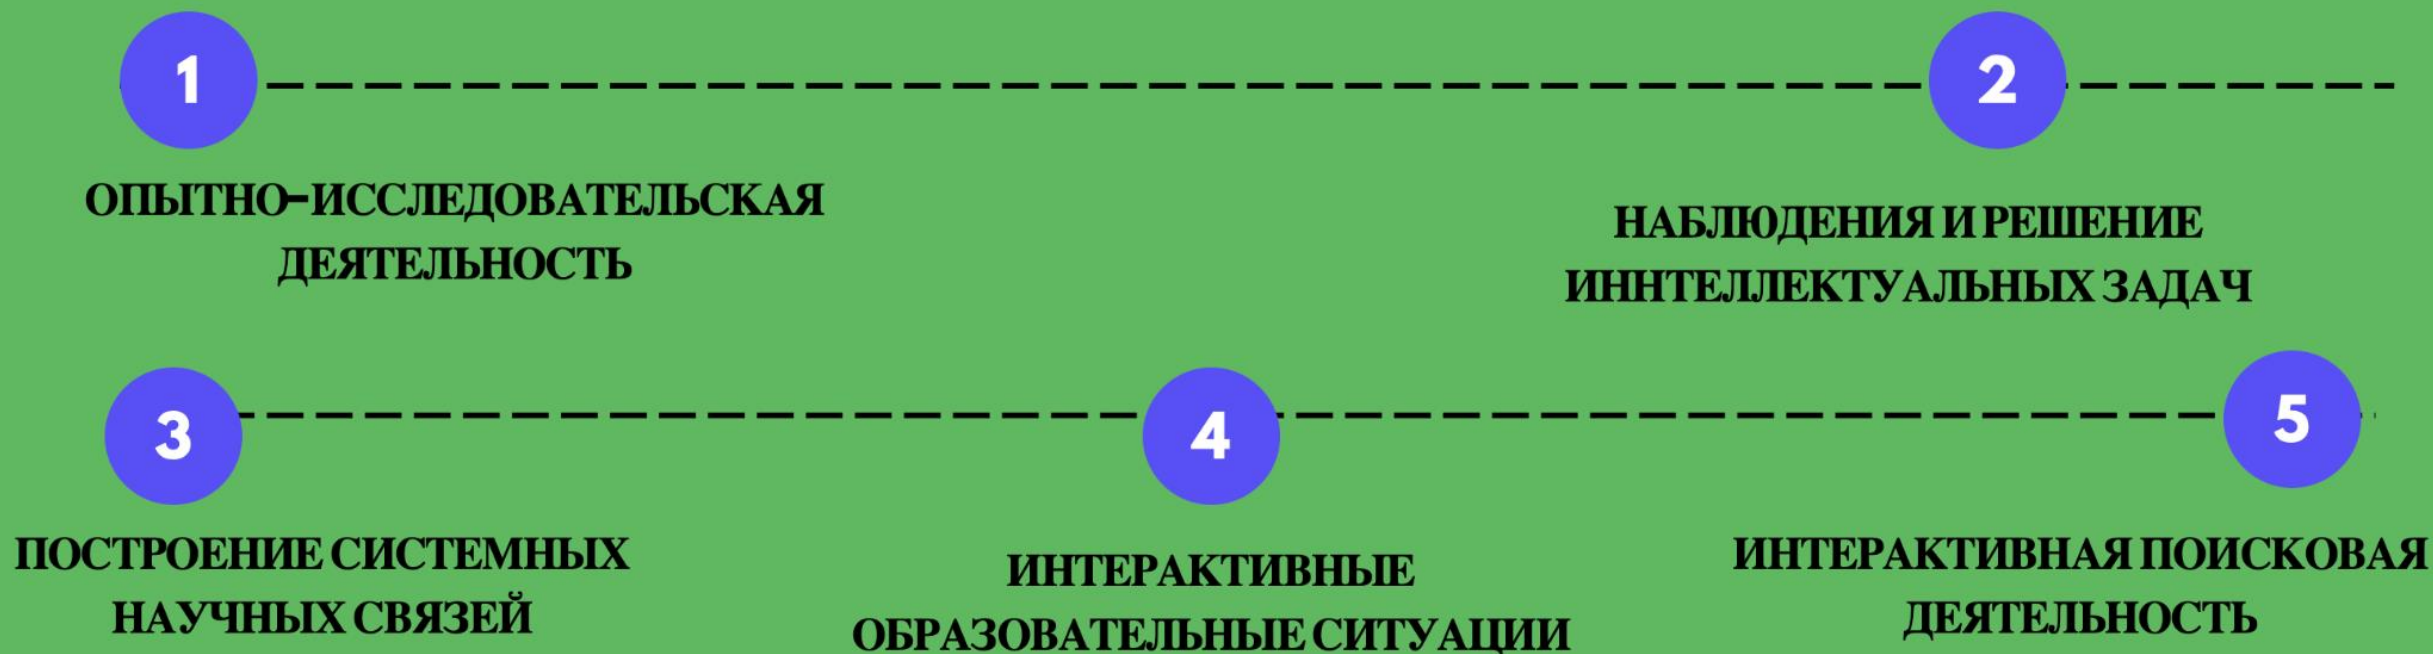 1
2
ОПЫТНО-ИССЛЕДОВАТЕЛЬСКАЯ
ДЕЯТЕЛЬНОСТЬ
НАБЛЮДЕНИЯ И РЕШЕНИЕ
ИННТЕЛЛЕКТУАЛЬНЫХ ЗАДАЧ
3
4
5
ПОСТРОЕНИЕ СИСТЕМНЫХ
НАУЧНЫХ СВЯЗЕЙ
ИНТЕРАКТИВНЫЕ
ОБРАЗОВАТЕЛЬНЫЕ СИТУАЦИИ
ИНТЕРАКТИВНАЯ ПОИСКОВАЯ
ДЕЯТЕЛЬНОСТЬ